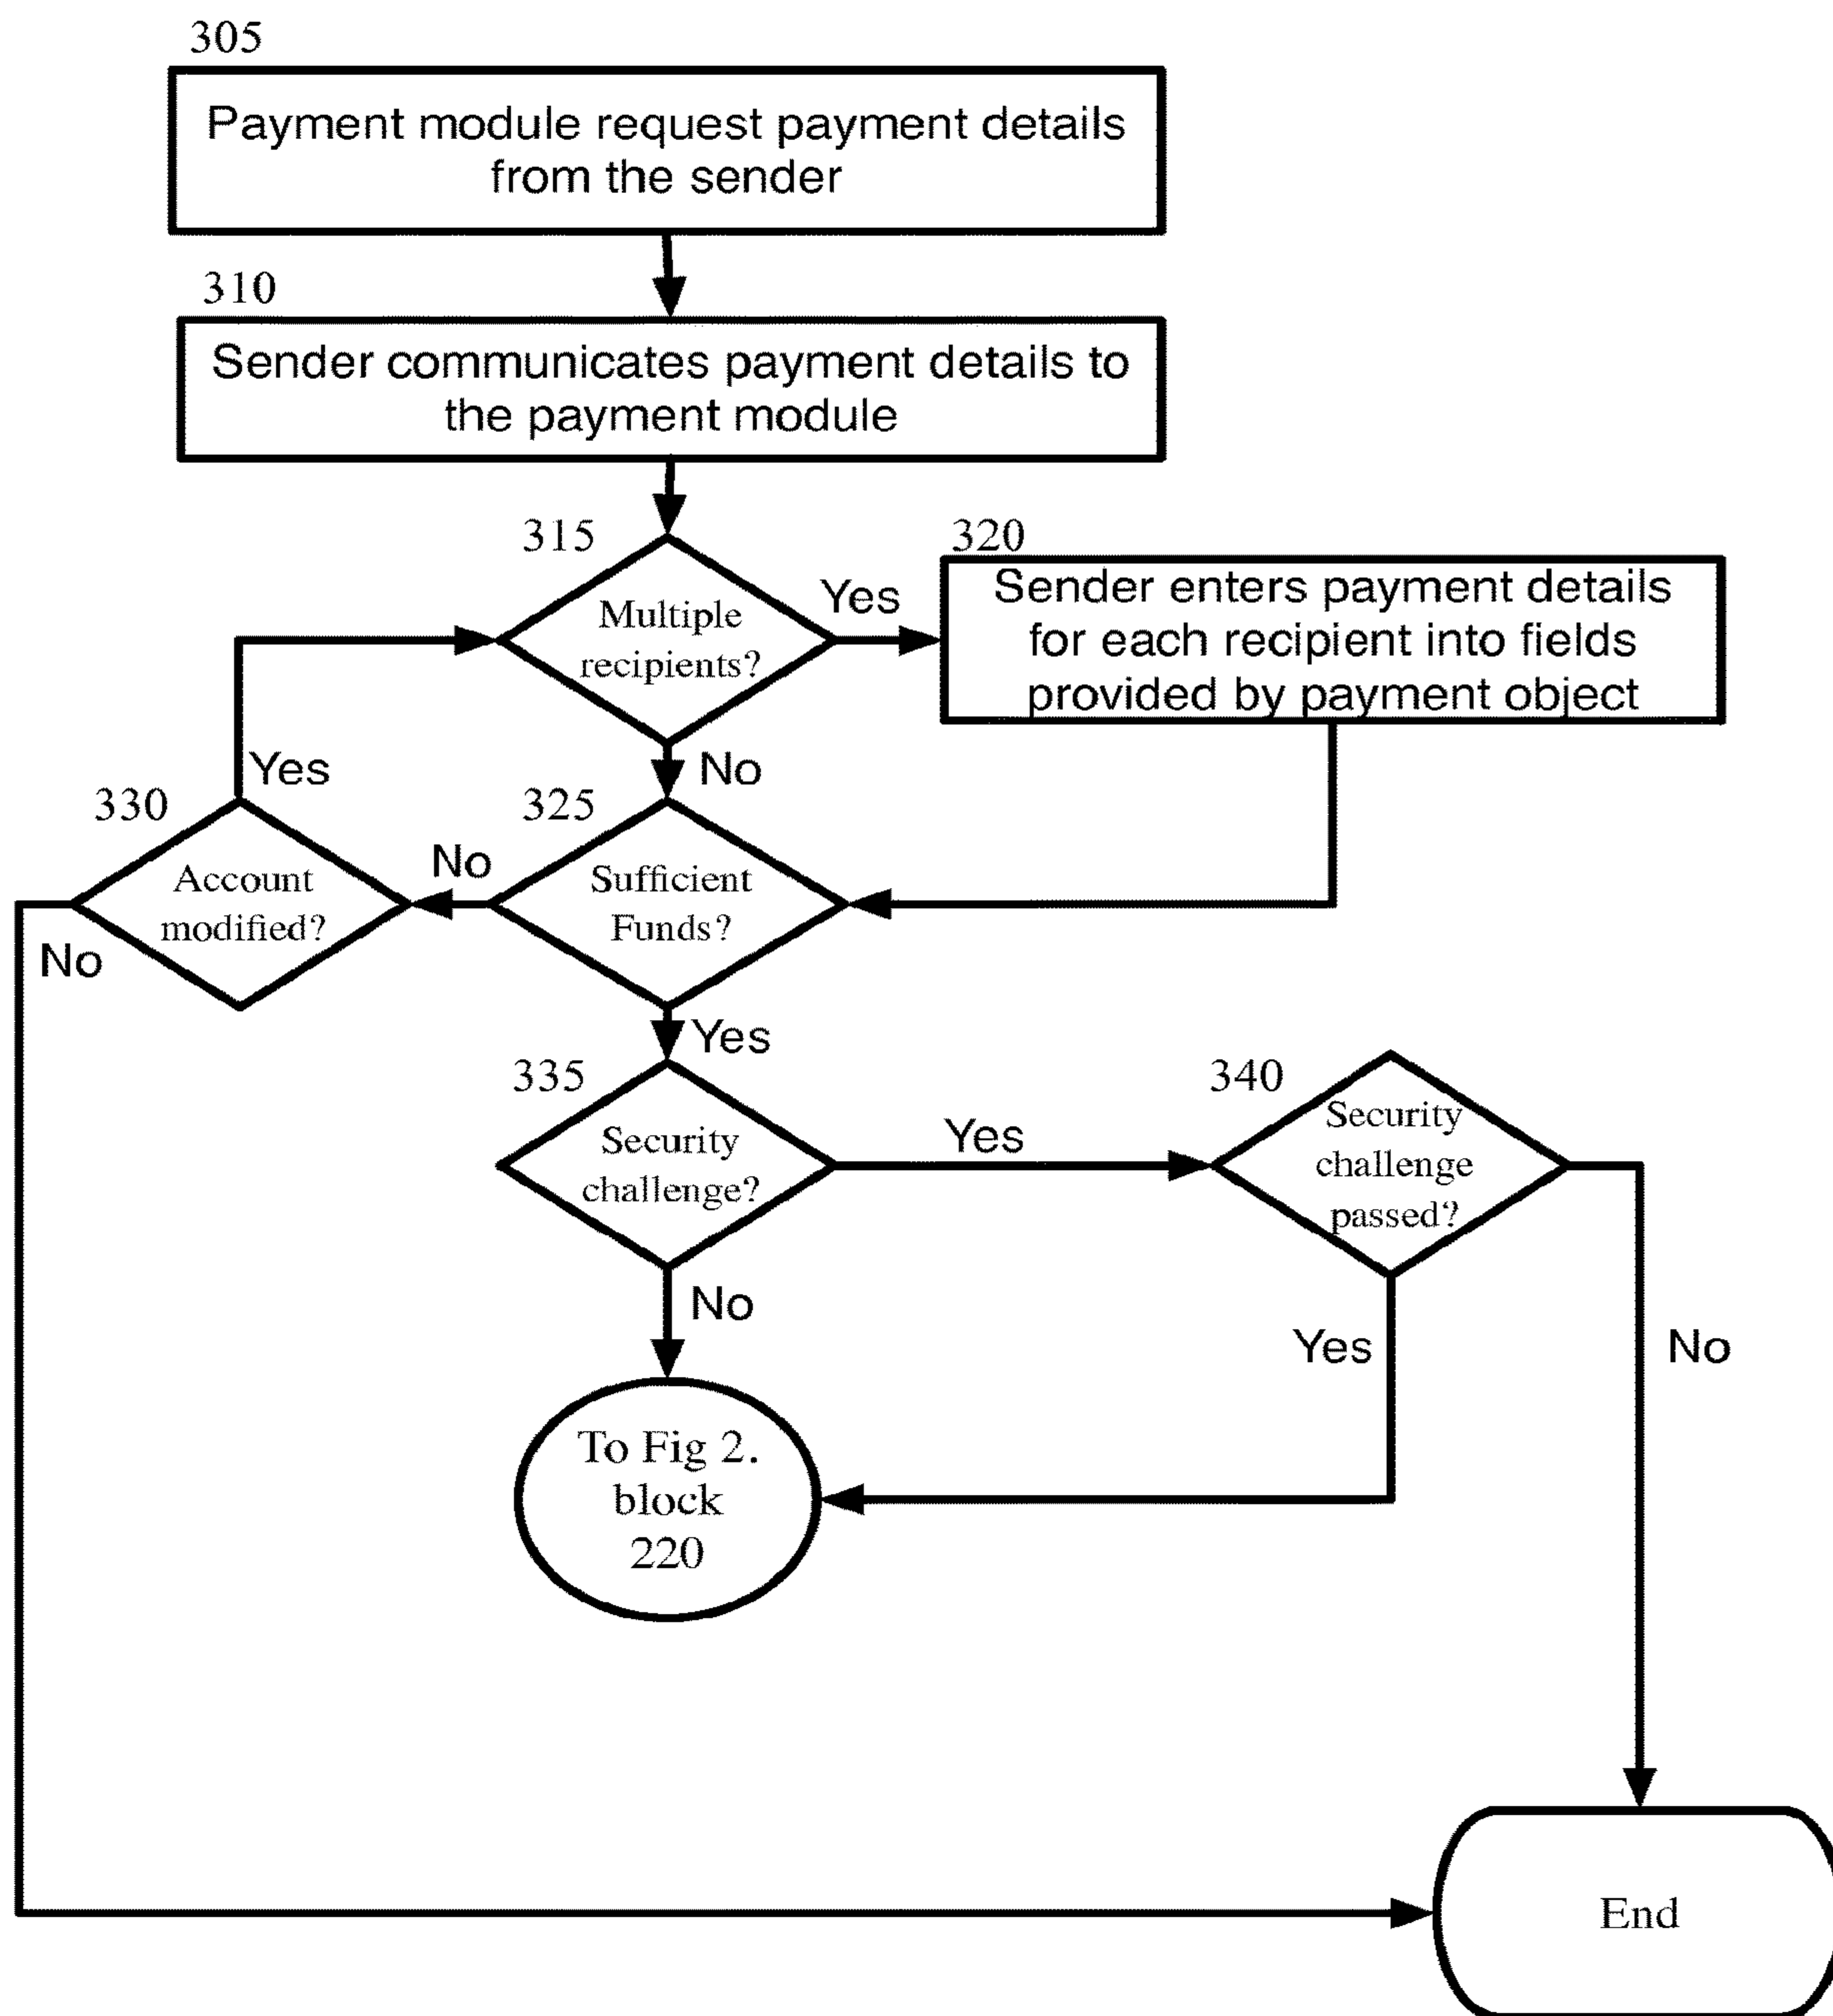 305
Payment module request payment details
from the sender
310
Sender communicates payment details to
the payment module
315
Multiple
recipients?
Yes
320
Sender enters payment details
for each recipient into fields
provided by payment object
No
Yes
330
Account
modified?
No
No
325
Sufficient
Funds?
Yes
335
Security
challenge?
Yes
340
Security
challenge
passed?
No
Yes
No
To Fig 2.
block
220
End